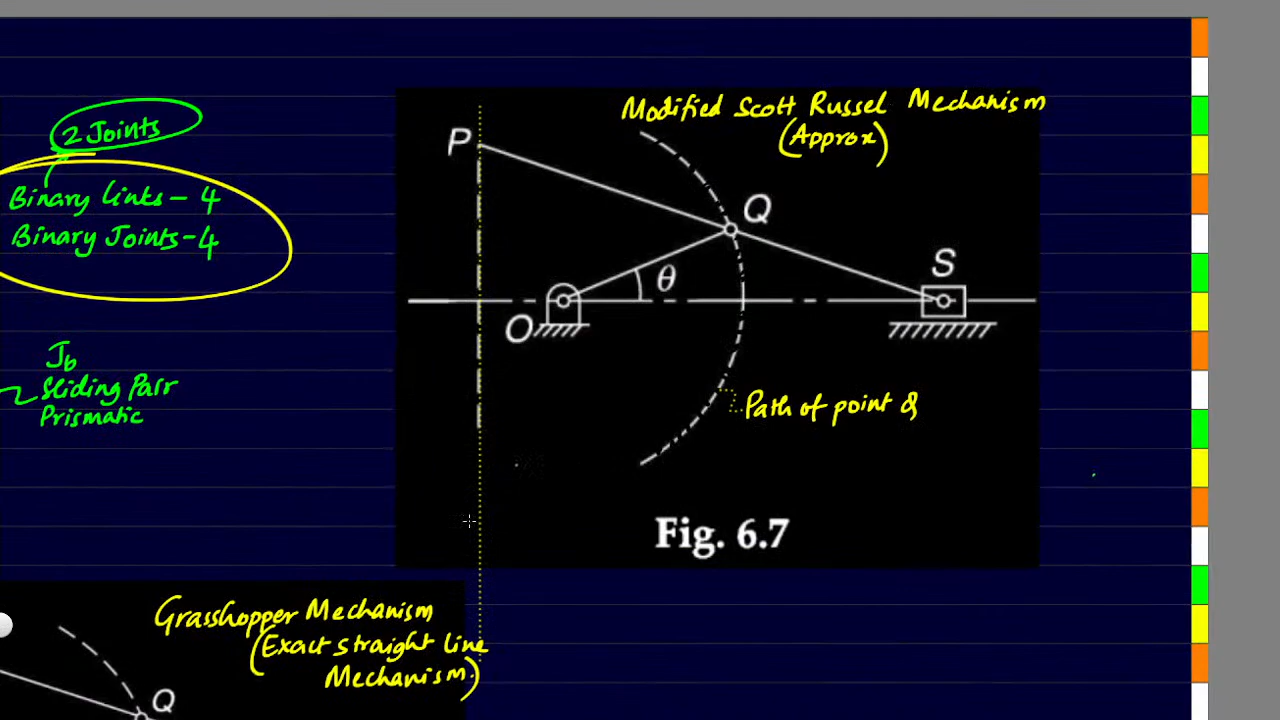 2 Joints
Binary links - 4
Binary Joints - 4
Jb
Sliding Pair
Prismatic
Modified Scott Russel Mechanism
(Approx)
P
Q
θ
S
O
Path of point Q
Fig. 6.7
Grasshopper Mechanism
(Exact straight line
Mechanism.)
Q